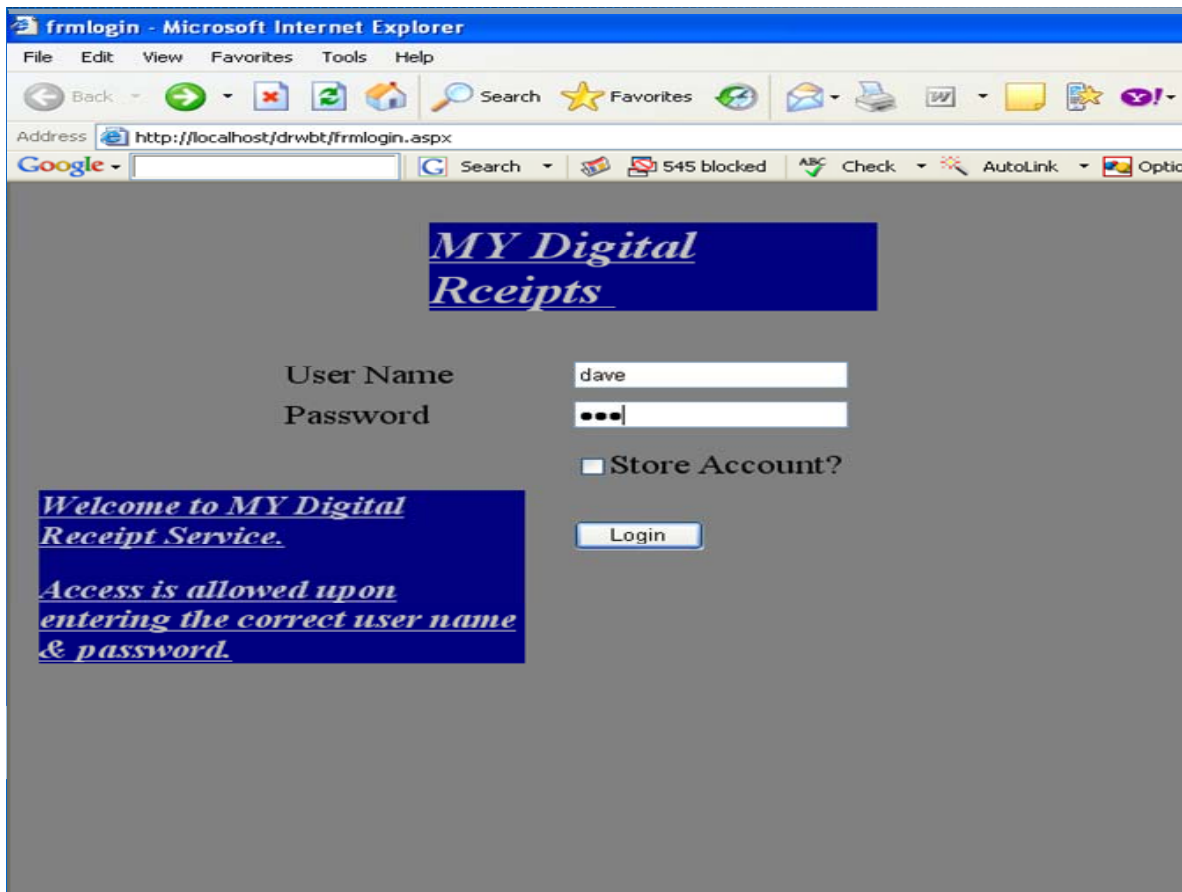 frmlogin - Microsoft Internet Explorer
File Edit View Favorites Tools Help
Back Search Favorites
Address http://localhost/drwbt/frmlogin.aspx
Google Search 545 blocked ABC Check AutoLink Optio
MY Digital
Rceipts
User Name dave
Password •••
Store Account?
Login
Welcome to MY Digital
Receipt Service.
Access is allowed upon
entering the correct user name
& password.